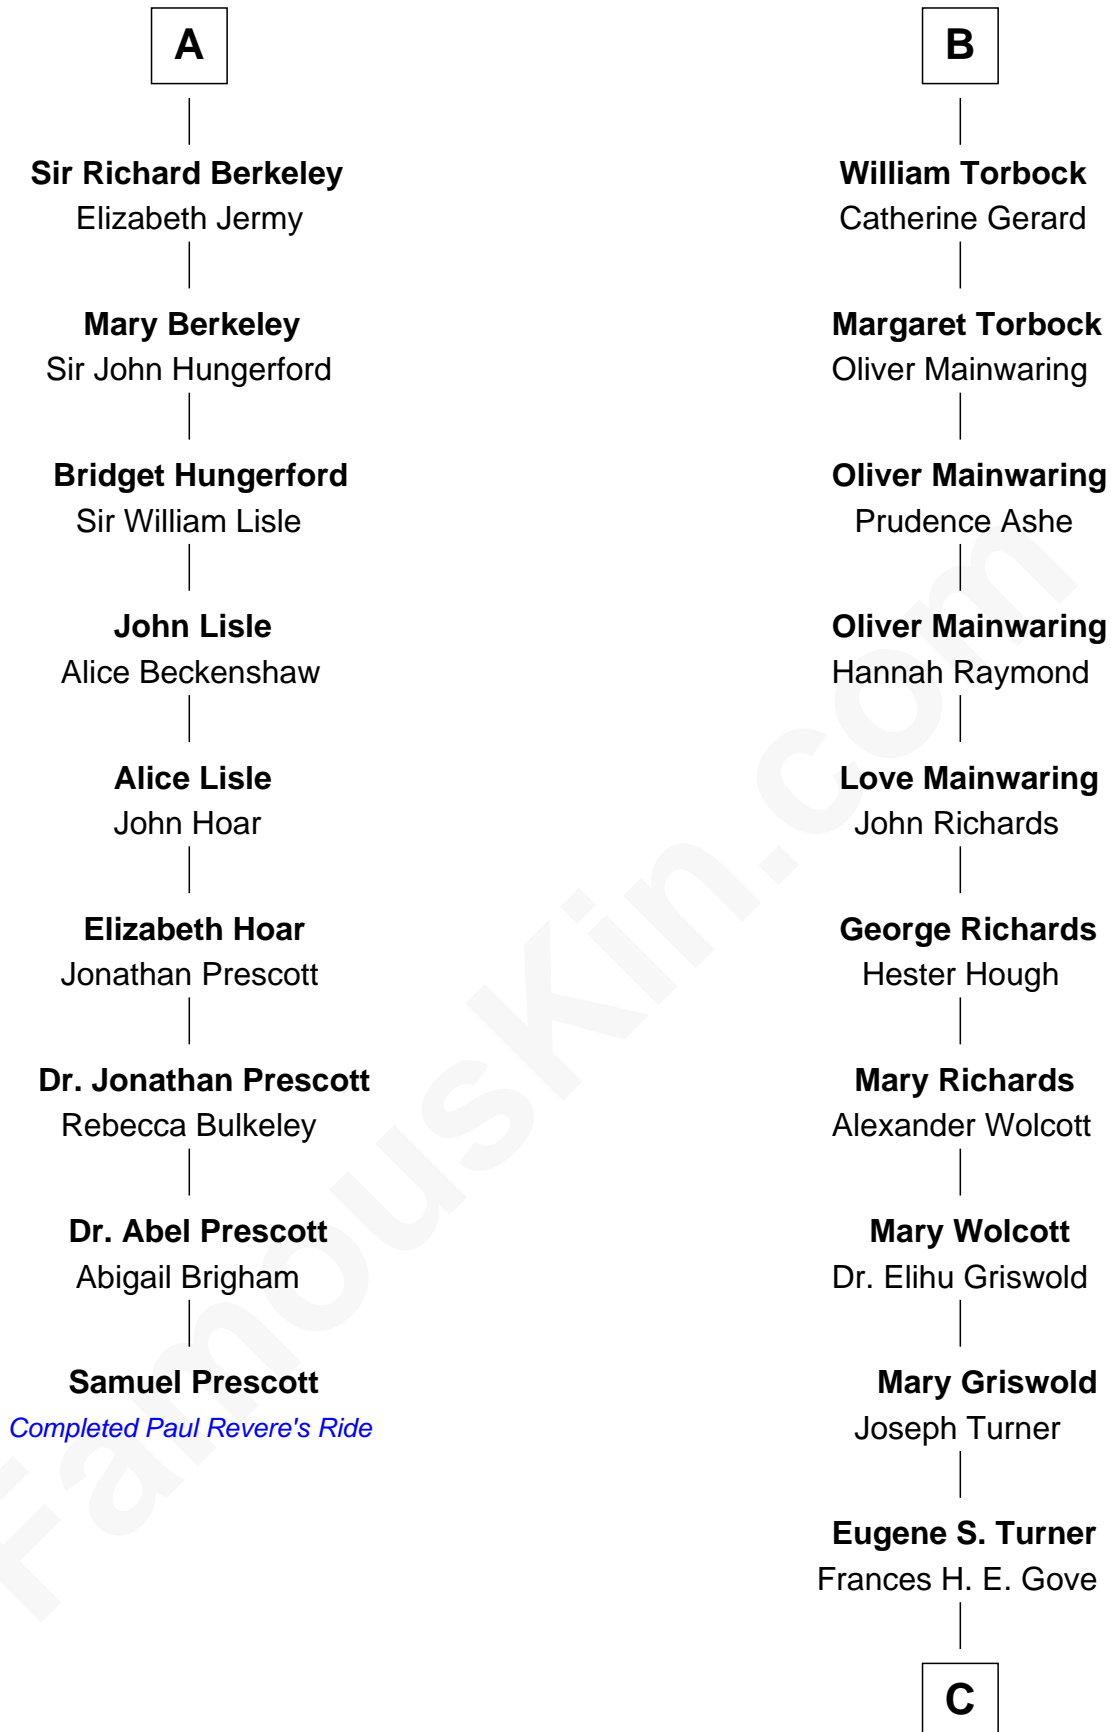 A
Sir Richard Berkeley
Elizabeth Jermy
Mary Berkeley
Sir John Hungerford
Bridget Hungerford
Sir William Lisle
John Lisle
Alice Beckenshaw
Alice Lisle
John Hoar
Elizabeth Hoar
Jonathan Prescott
Dr. Jonathan Prescott
Rebecca Bulkeley
Dr. Abel Prescott
Abigail Brigham
Samuel Prescott
Completed Paul Revere's Ride
B
William Torbock
Catherine Gerard
Margaret Torbock
Oliver Mainwaring
Oliver Mainwaring
Prudence Ashe
Oliver Mainwaring
Hannah Raymond
Love Mainwaring
John Richards
George Richards
Hester Hough
Mary Richards
Alexander Wolcott
Mary Wolcott
Dr. Elihu Griswold
Mary Griswold
Joseph Turner
Eugene S. Turner
Frances H. E. Gove
C
FamousKin.com